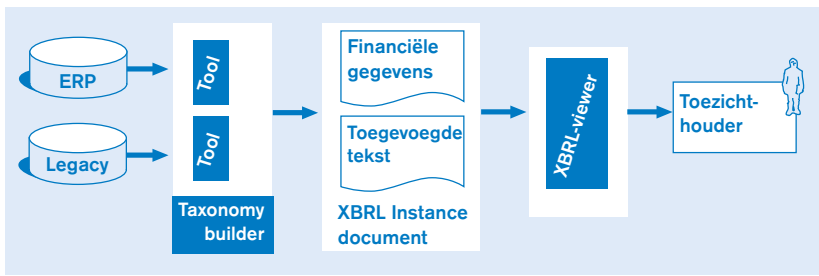 ERP
Legacy
Tool
Tool
Taxonomy
builder
Financiële
gegevens
Toegevoegde
tekst
XBRL Instance
document
XBRL-viewer
Toezicht-
houder